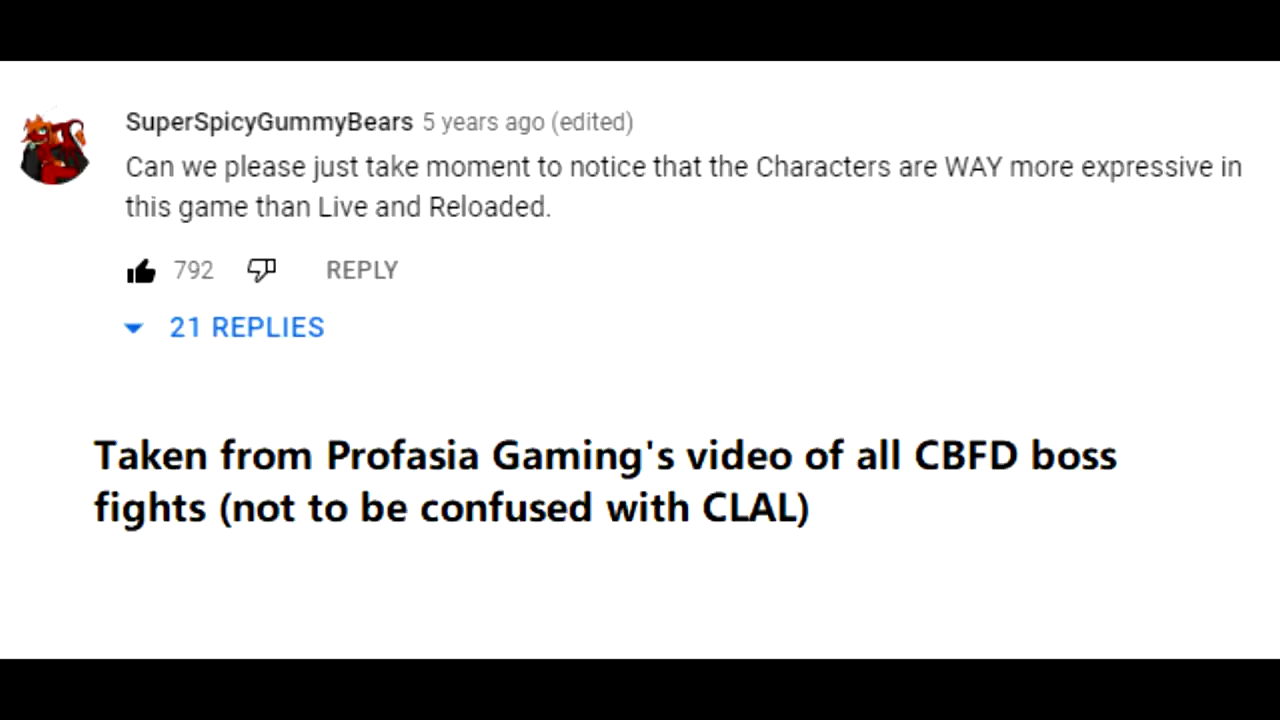 SuperSpicyGummyBears 5 years ago (edited)
Can we please just take moment to notice that the Characters are WAY more expressive in
this game than Live and Reloaded.
792 REPLY
21 REPLIES
Taken from Profasia Gaming's video of all CBFD boss
fights (not to be confused with CLAL)